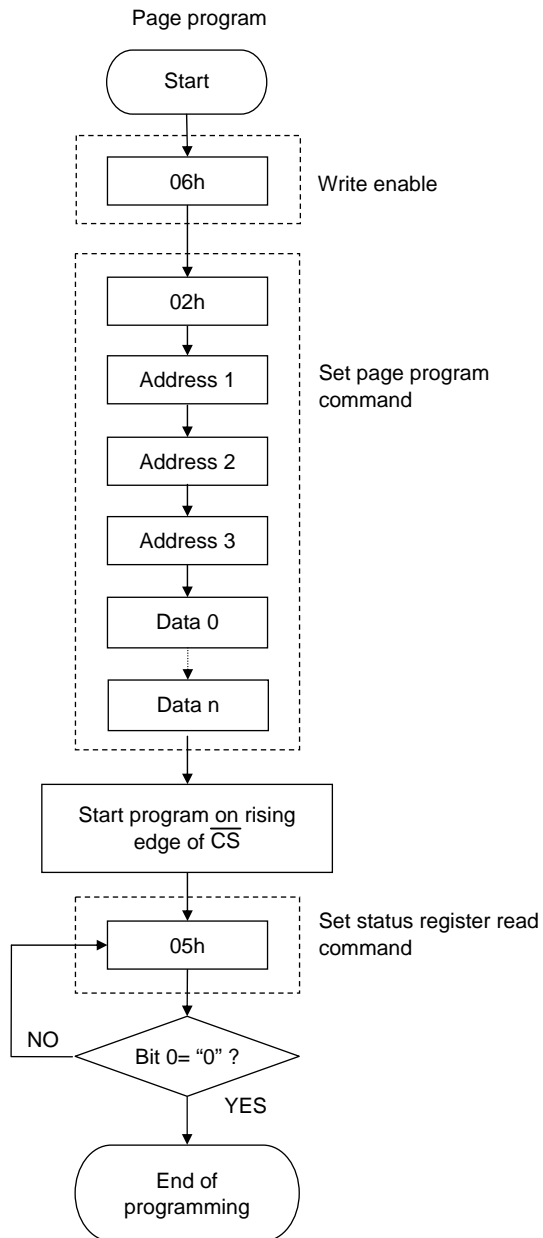 Page program
Start
06h
Write enable
02h
Address 1
Set page program
command
Address 2
Address 3
Data 0
Data n
Start program on rising
edge of C̅S̅
Set status register read
command
05h
NO
Bit 0= “0” ?
YES
End of
programming